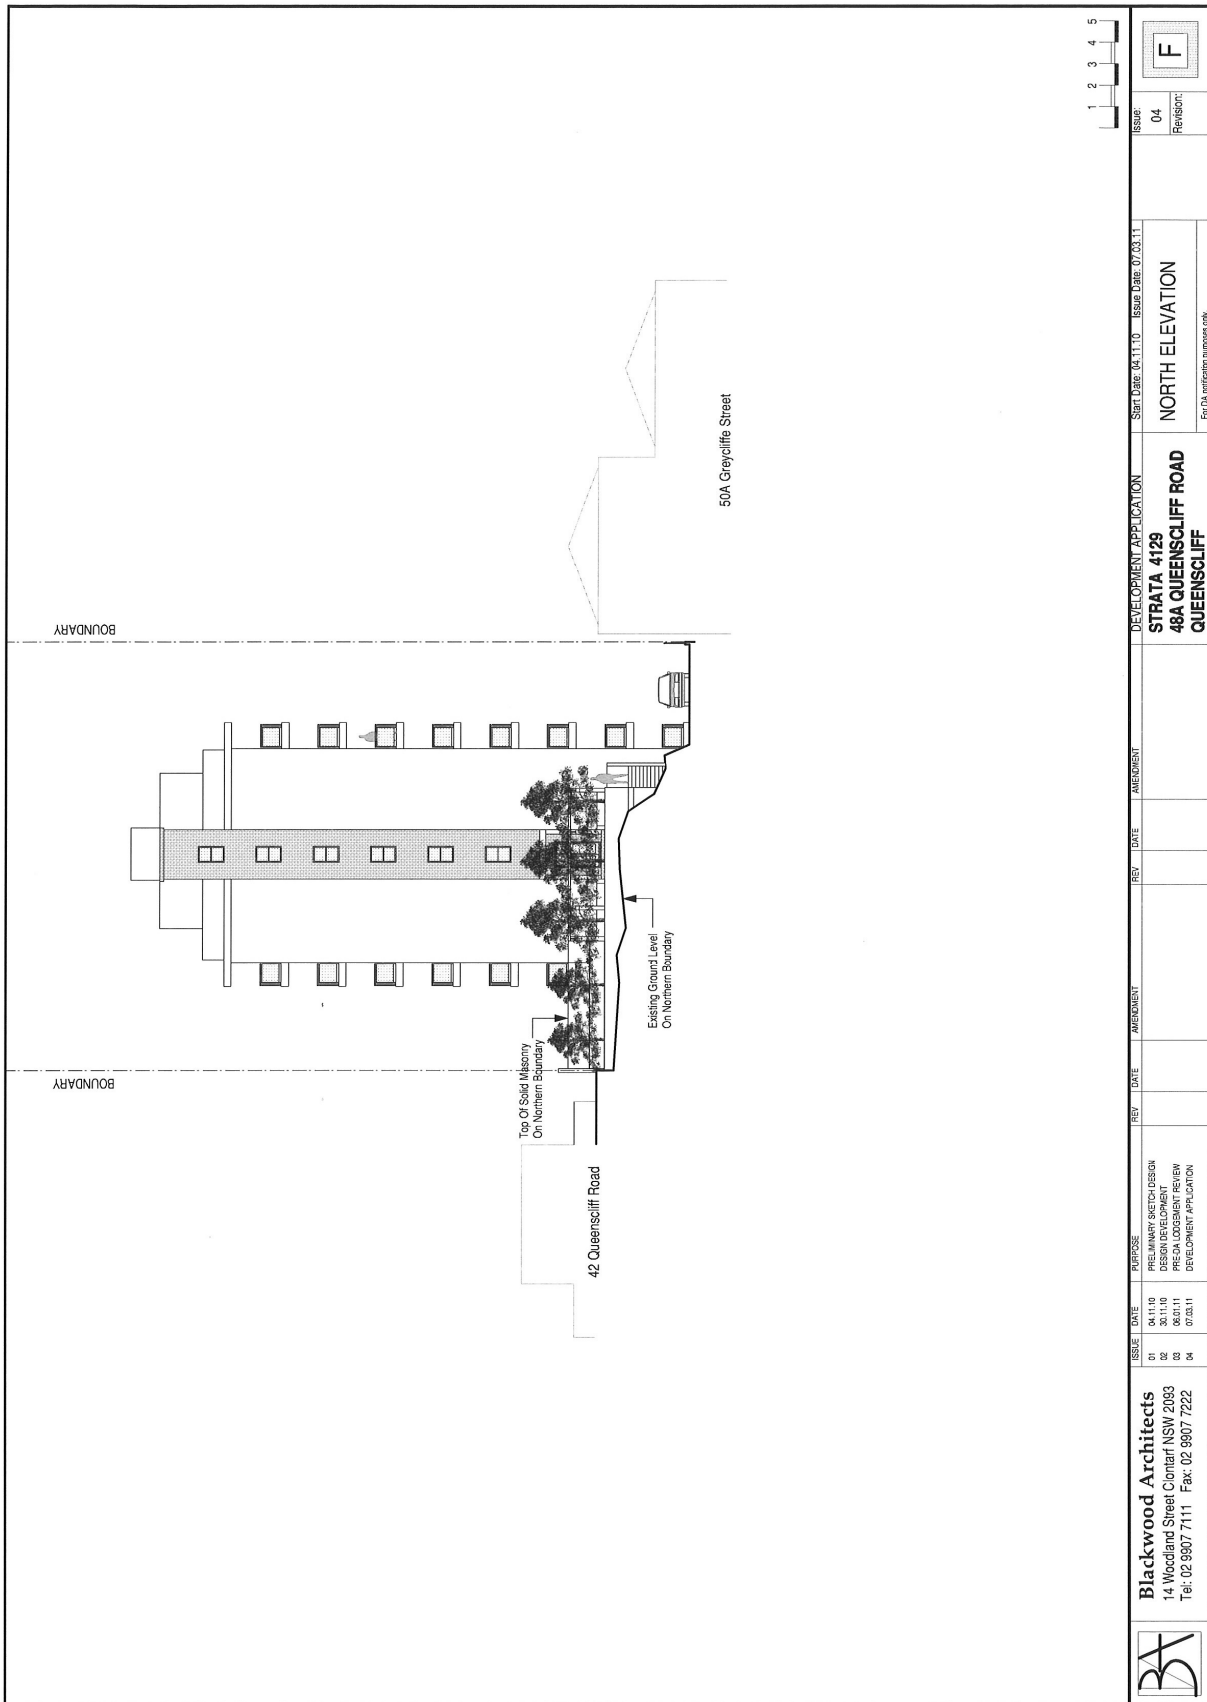 BOUNDARY
BOUNDARY
Top Of Solid Masonry
On Northern Boundary
Existing Ground Level
On Northern Boundary
42 Queenscliff Road
50A Greycliffe Street
1 2 3 4 5
Blackwood Architects
14 Woodland Street Clontarf NSW 2093
Tel: 02 9907 7111 Fax: 02 9907 7222
ISSUE DATE PURPOSE
01 04.11.10 PRELIMINARY SKETCH DESIGN
02 30.11.10 DESIGN DEVELOPMENT
03 06.01.11 PRE-DA LODGEMENT REVIEW
04 07.03.11 DEVELOPMENT APPLICATION
REV DATE AMENDMENT
REV DATE AMENDMENT
DEVELOPMENT APPLICATION
STRATA 4129
48A QUEENSCLIFF ROAD
QUEENSCLIFF
Start Date: 04.11.10 Issue Date: 07.03.11
NORTH ELEVATION
For DA notification purposes only
Issue:
04
Revision:
F